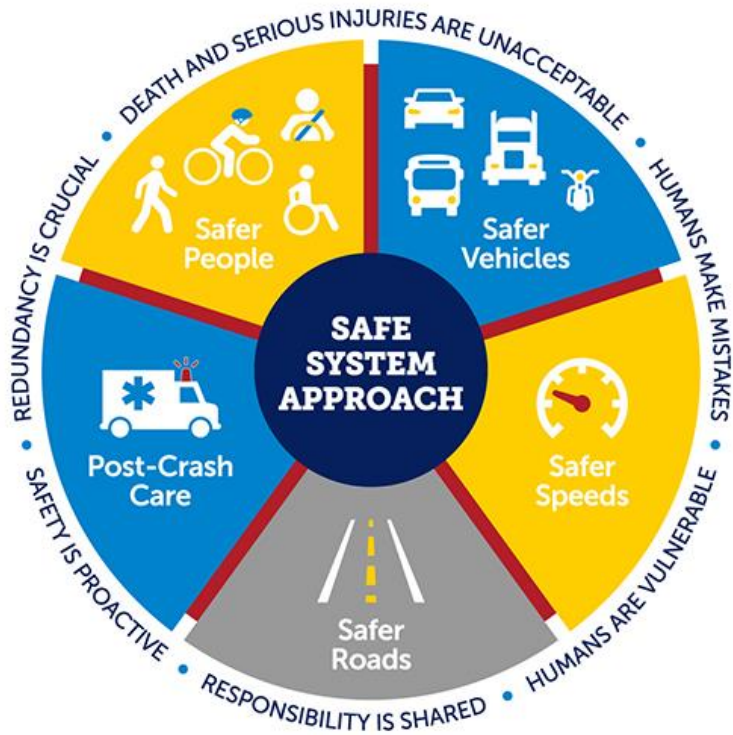 DEATH AND SERIOUS INJURIES ARE UNACCEPTABLE
HUMANS MAKE MISTAKES
HUMANS ARE VULNERABLE
RESPONSIBILITY IS SHARED
SAFETY IS PROACTIVE
REDUNDANCY IS CRUCIAL
Safer
People
Safer
Vehicles
SAFE
SYSTEM
APPROACH
Post-Crash
Care
Safer
Speeds
Safer
Roads